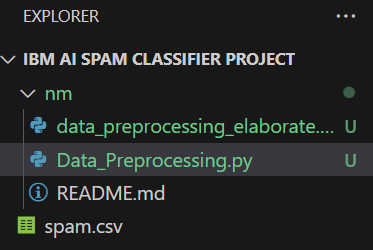 EXPLORER ...
IBM AI SPAM CLASSIFIER PROJECT
nm
data_preprocessing_elaborate.... U
Data_Preprocessing.py U
README.md
spam.csv